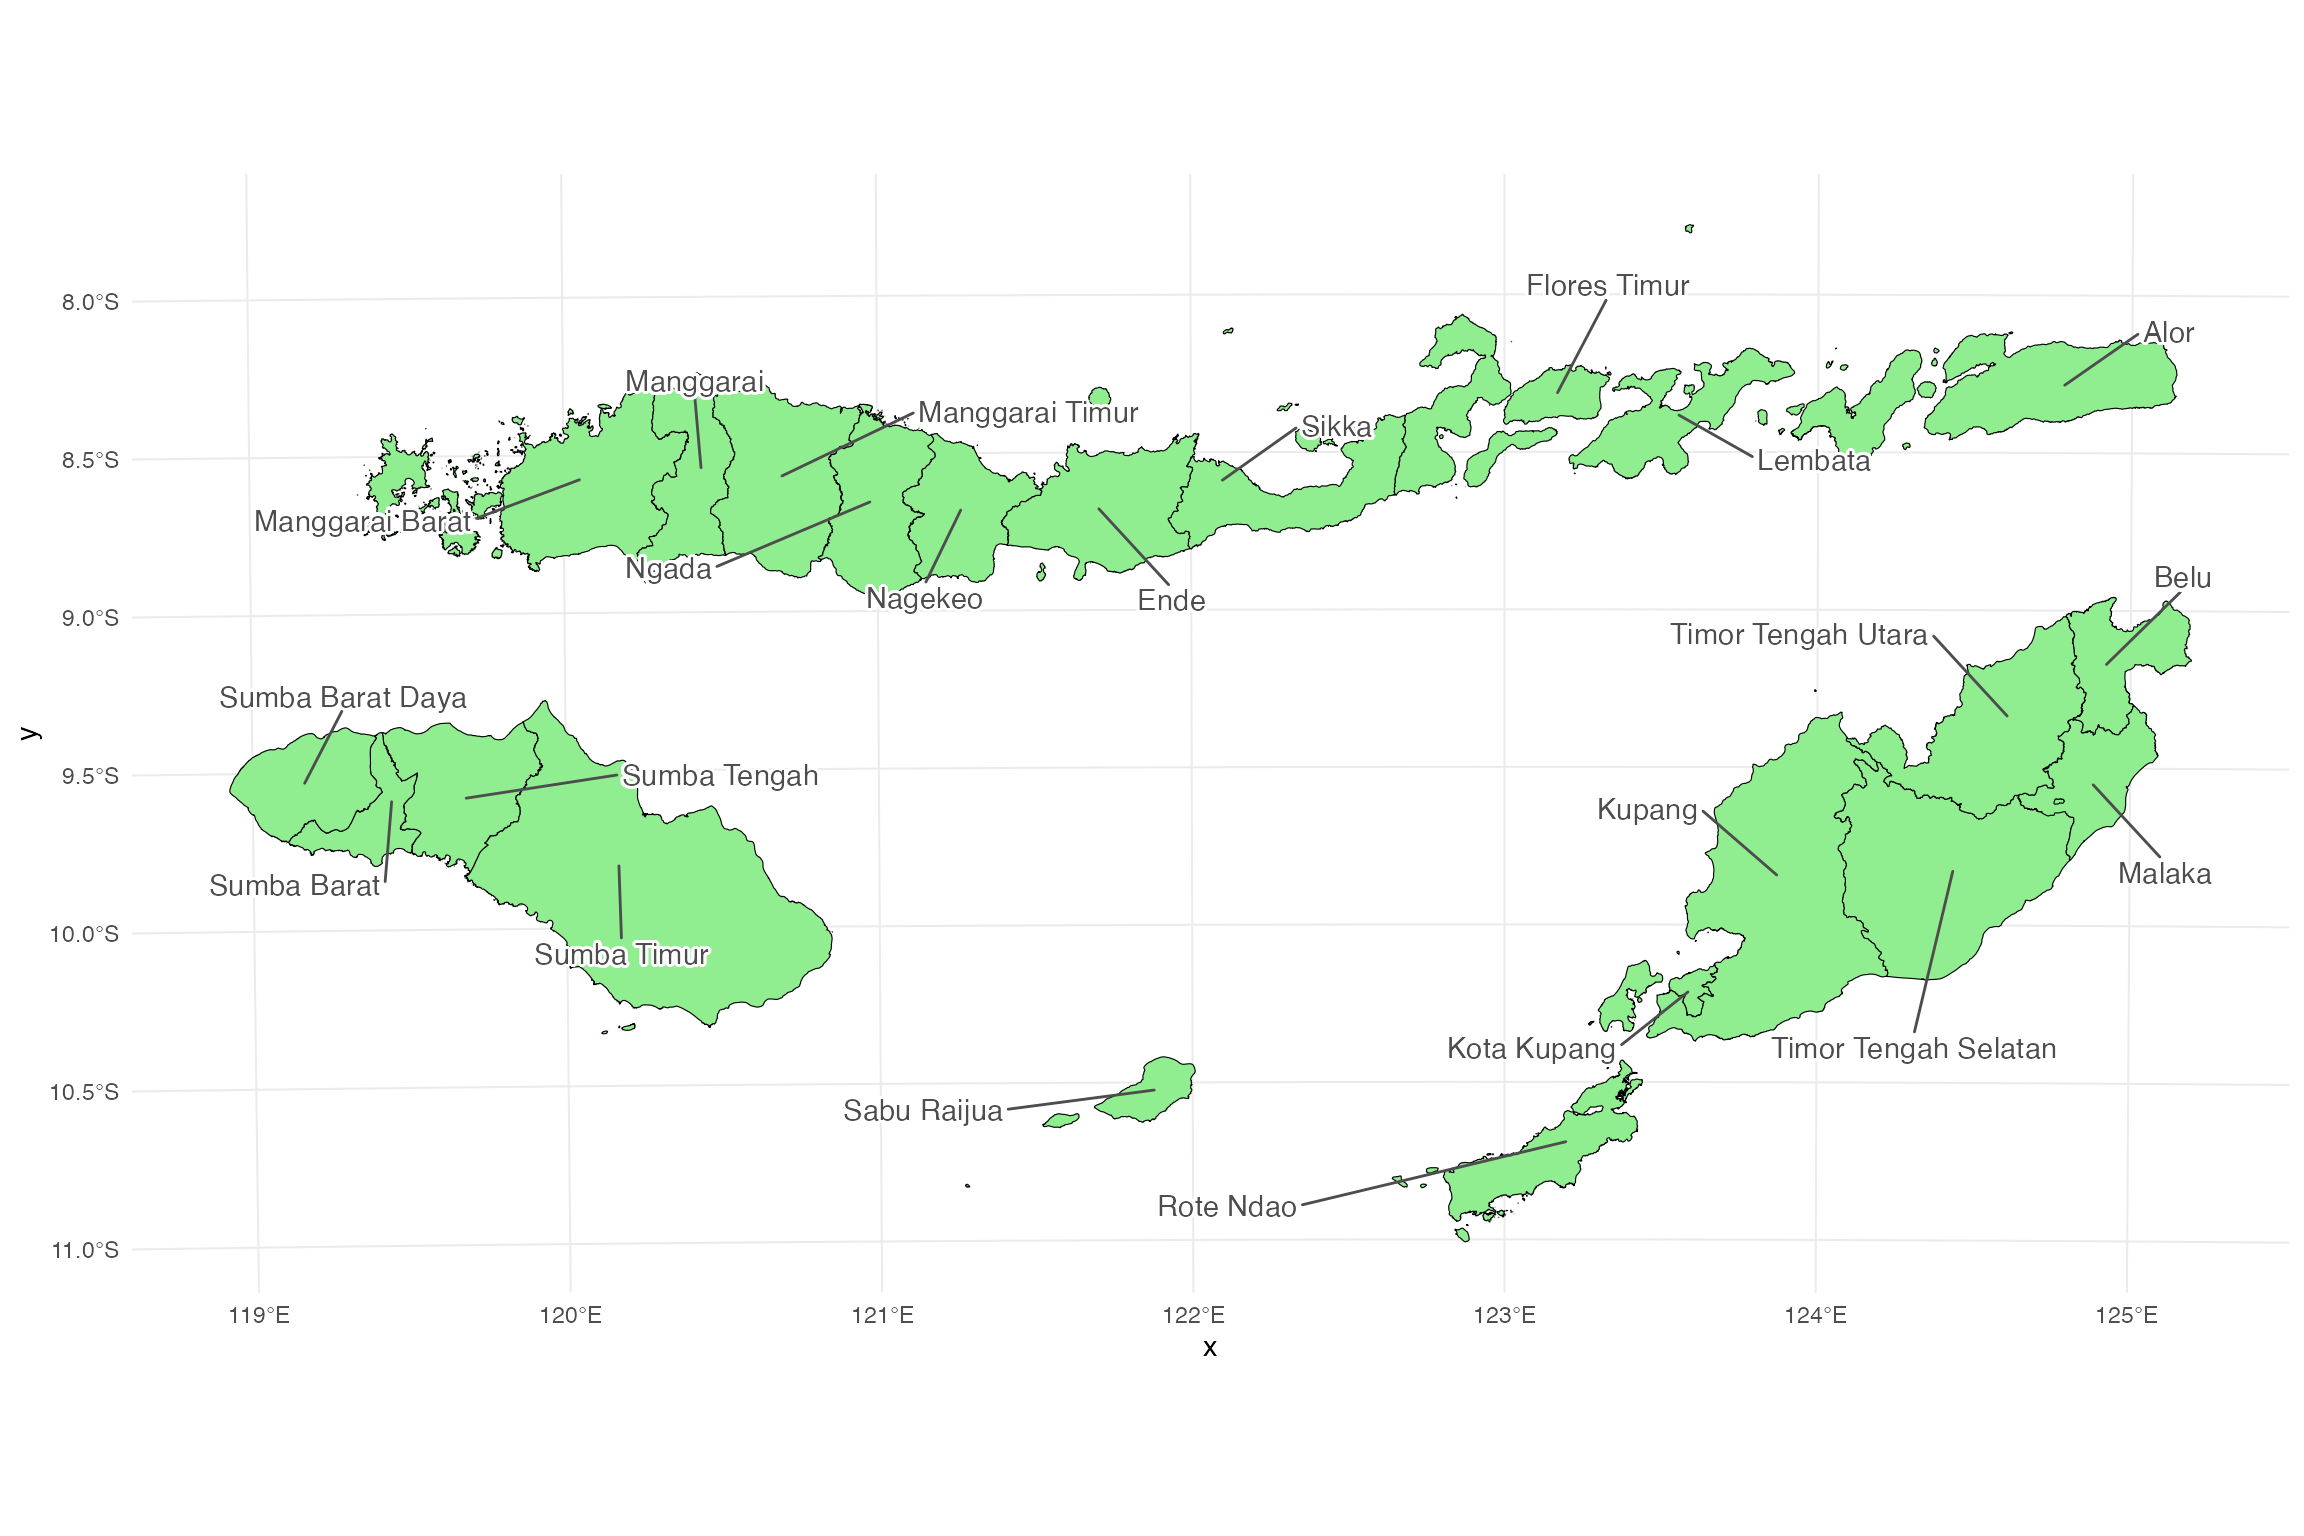 Flores Timur
8.0°S
Alor
Manggarai
Manggarai Timur
Sikka
8.5°S
Lembata
Manggarai Barat
Ngada
Nagekeo
Ende
Belu
9.0°S
Timor Tengah Utara
Sumba Barat Daya
y
9.5°S
Sumba Tengah
Kupang
Malaka
Sumba Barat
10.0°S
Sumba Timur
Kota Kupang
Timor Tengah Selatan
10.5°S
Sabu Raijua
Rote Ndao
11.0°S
119°E 120°E 121°E 122°E 123°E 124°E 125°E
x